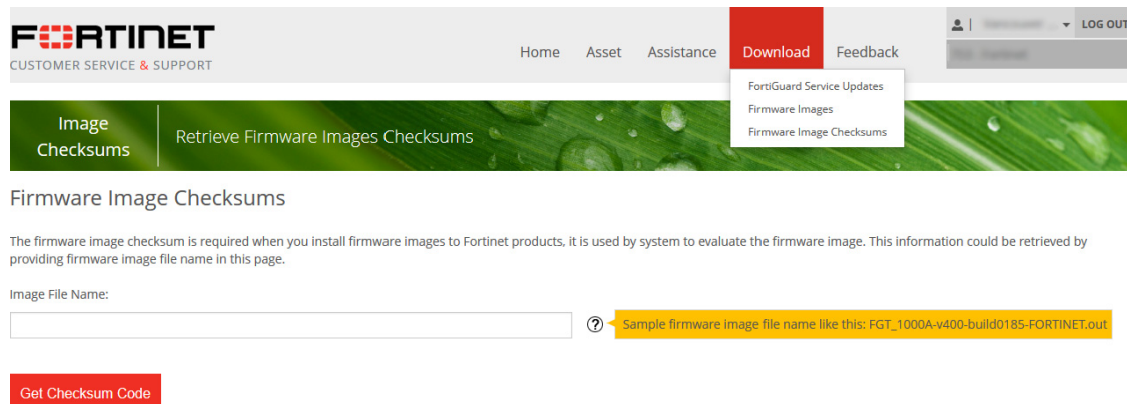 FORTINET
CUSTOMER SERVICE & SUPPORT
LOG OUT
Home Asset Assistance Download Feedback
FortiGuard Service Updates
Firmware Images
Firmware Image Checksums
Image
Checksums
Retrieve Firmware Images Checksums
Firmware Image Checksums
The firmware image checksum is required when you install firmware images to Fortinet products, it is used by system to evaluate the firmware image. This information could be retrieved by
providing firmware image file name in this page.
Image File Name:
Sample firmware image file name like this: FGT_1000A-v400-build0185-FORTINET.out
Get Checksum Code